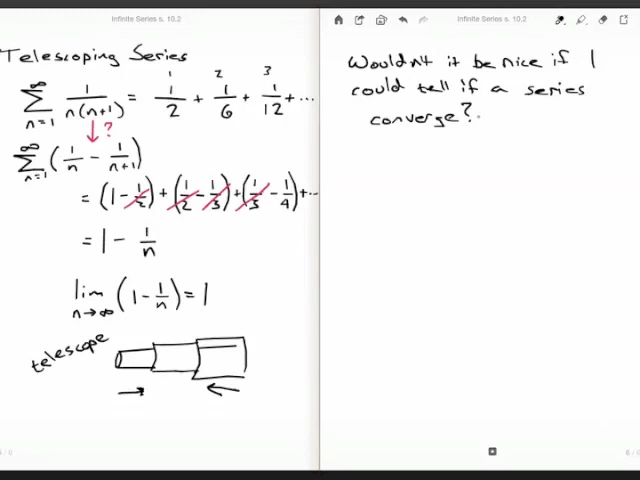 Infinite Series s. 10.2
Telescoping Series
1 2 3
∞ ∑ n=1 1/n(n+1) = 1/2 + 1/6 + 1/12 + ...
↓ ?
∞ ∑ n=1 (1/n − 1/n+1)
= (1 − 1/2) + (1/2 − 1/3) + (1/3 − 1/4) + ...
= 1 − 1/n
lim n→∞ (1 − 1/n) = 1
telescope
Infinite Series s. 10.2
Wouldn't it be nice if I
could tell if a series
converge?